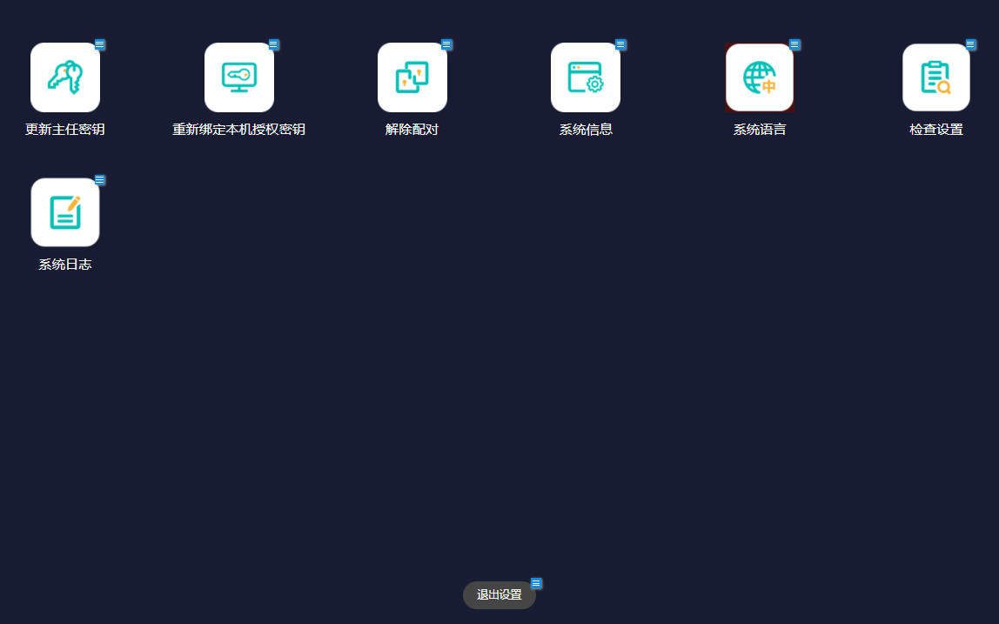 更新主任密钥
重新绑定本机授权密钥
解除配对
系统信息
中
系统语言
检查设置
系统日志
退出设置